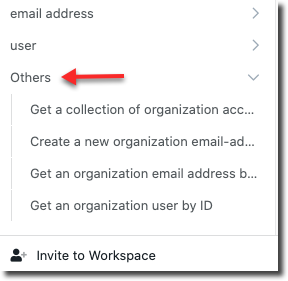 email address
user
Others
Get a collection of organization acc...
Create a new organization email-ad...
Get an organization email address b...
Get an organization user by ID
Invite to Workspace